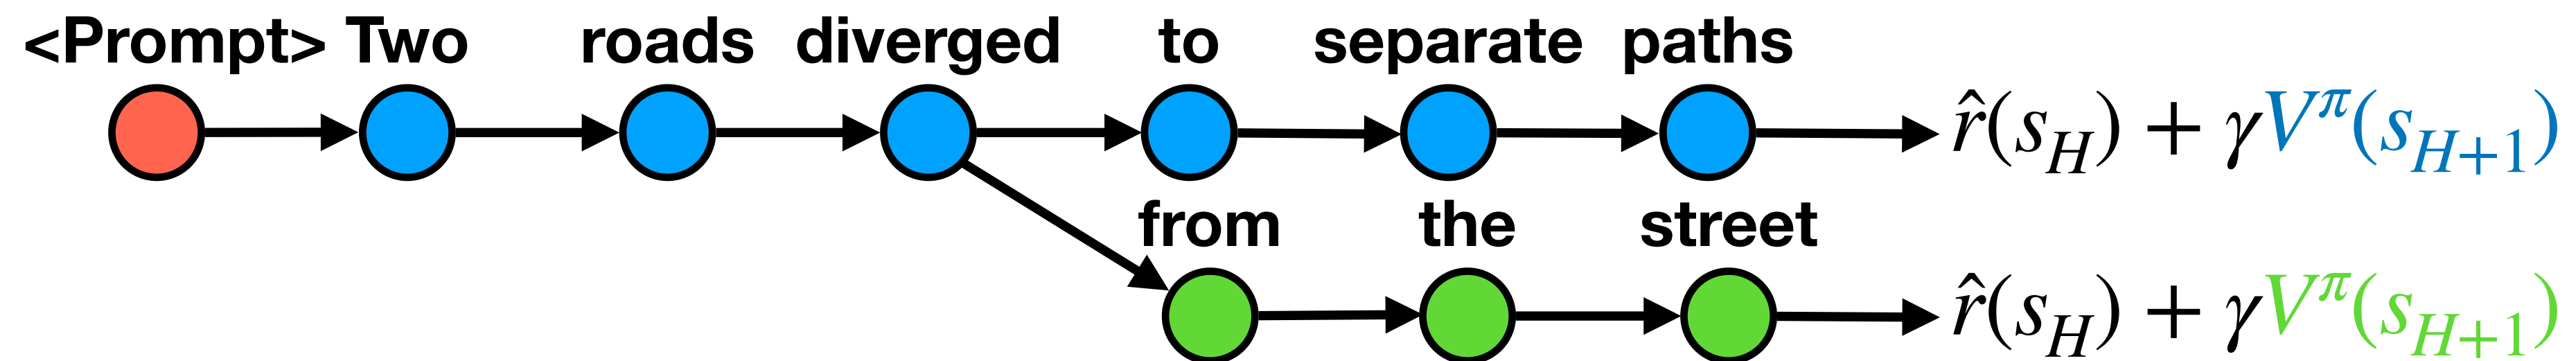 <Prompt> Two roads diverged to separate paths
r̂(s_H) + γV^π(s_{H+1})
from the street
r̂(s_H) + γV^π(s_{H+1})